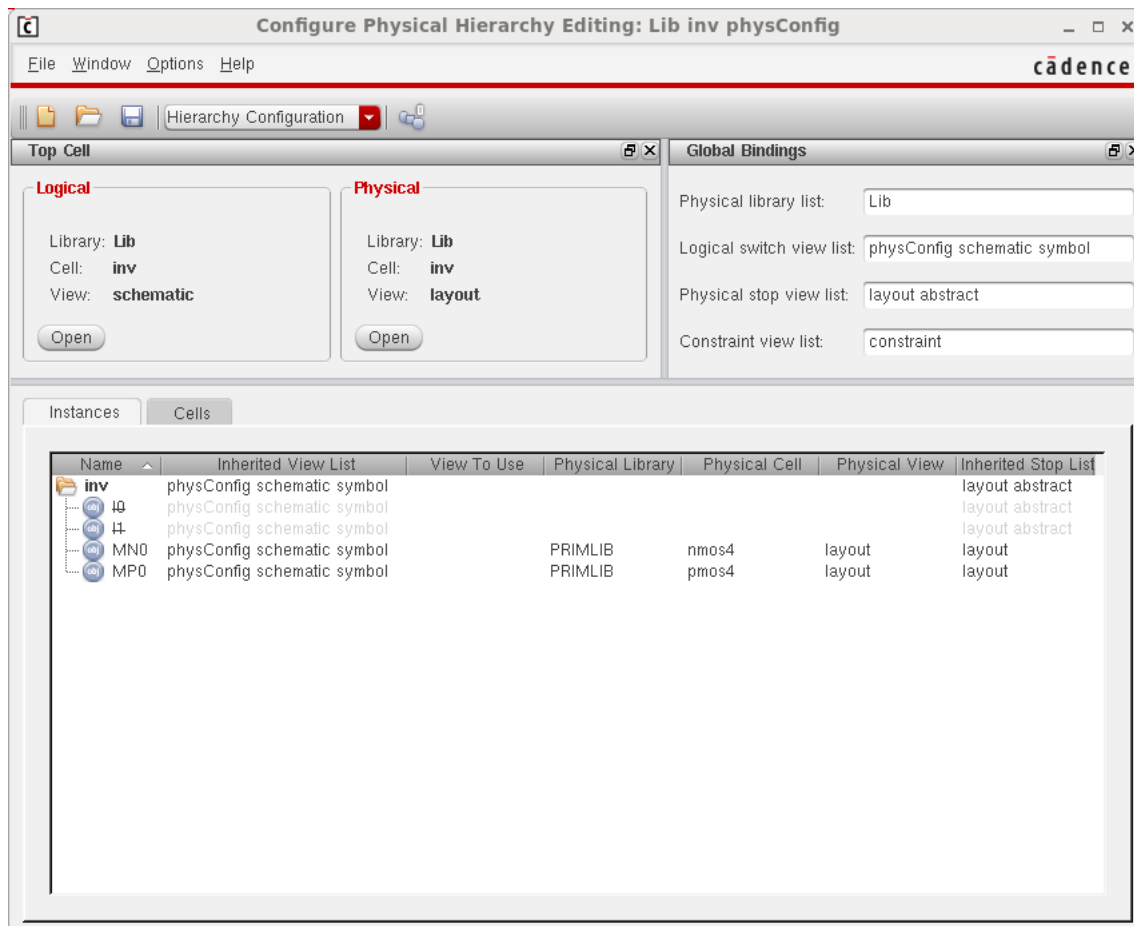 Configure Physical Hierarchy Editing: Lib inv physConfig
File Window Options Help
cādence
Hierarchy Configuration
Top Cell
Global Bindings
Logical
Library: Lib
Cell: inv
View: schematic
Open
Physical
Library: Lib
Cell: inv
View: layout
Open
Physical library list: Lib
Logical switch view list: physConfig schematic symbol
Physical stop view list: layout abstract
Constraint view list: constraint
Instances Cells
Name Inherited View List View To Use Physical Library Physical Cell Physical View Inherited Stop List
inv physConfig schematic symbol layout abstract
I0 physConfig schematic symbol layout abstract
I1 physConfig schematic symbol layout abstract
MN0 physConfig schematic symbol PRIMLIB nmos4 layout layout
MP0 physConfig schematic symbol PRIMLIB pmos4 layout layout